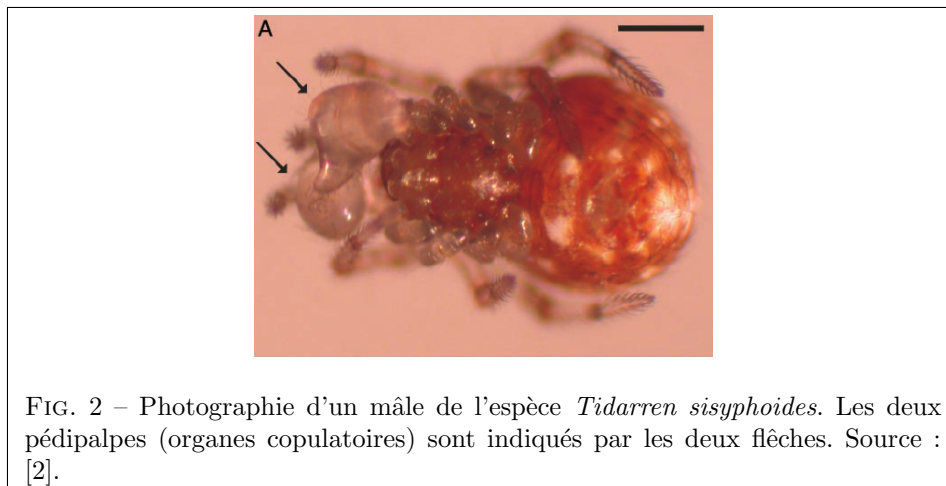 A
FIG. 2 – Photographie d'un mâle de l'espèce Tidarren sisyphoides. Les deux
pédipalpes (organes copulatoires) sont indiqués par les deux flêches. Source :
[2].